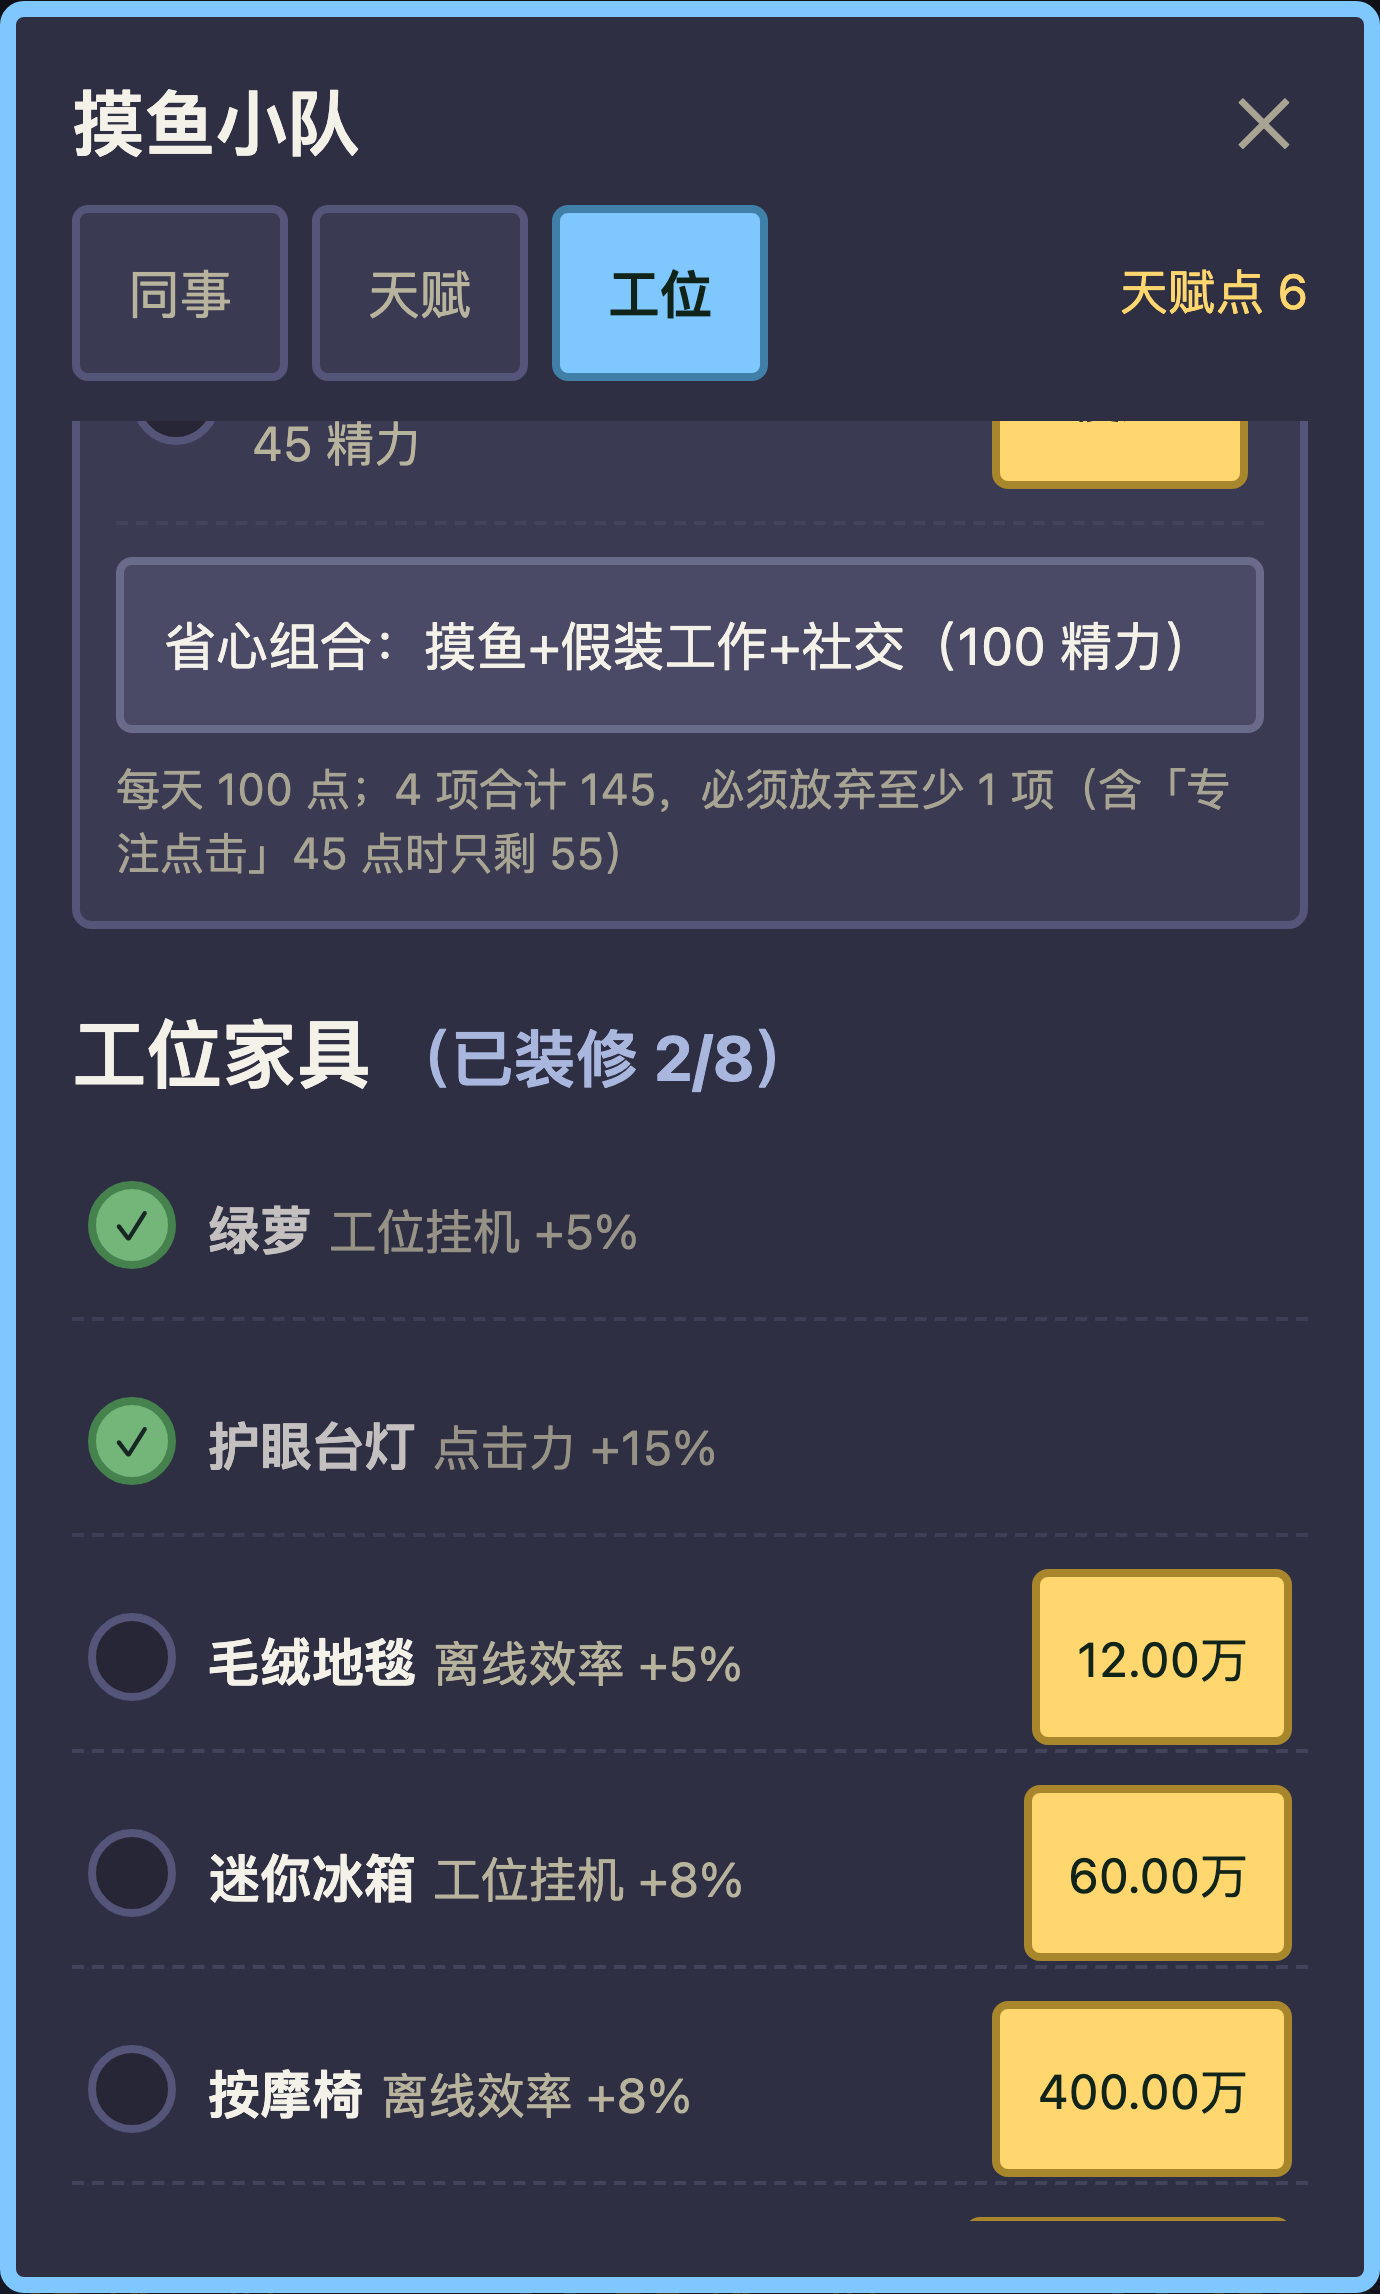 摸鱼小队
同事
天赋
工位
天赋点 6
45 精力
省心组合：摸鱼+假装工作+社交（100 精力）
每天 100 点；4 项合计 145，必须放弃至少 1 项（含「专
注点击」45 点时只剩 55）
工位家具 （已装修 2/8）
绿萝 工位挂机 +5%
护眼台灯 点击力 +15%
毛绒地毯 离线效率 +5%
12.00万
迷你冰箱 工位挂机 +8%
60.00万
按摩椅 离线效率 +8%
400.00万